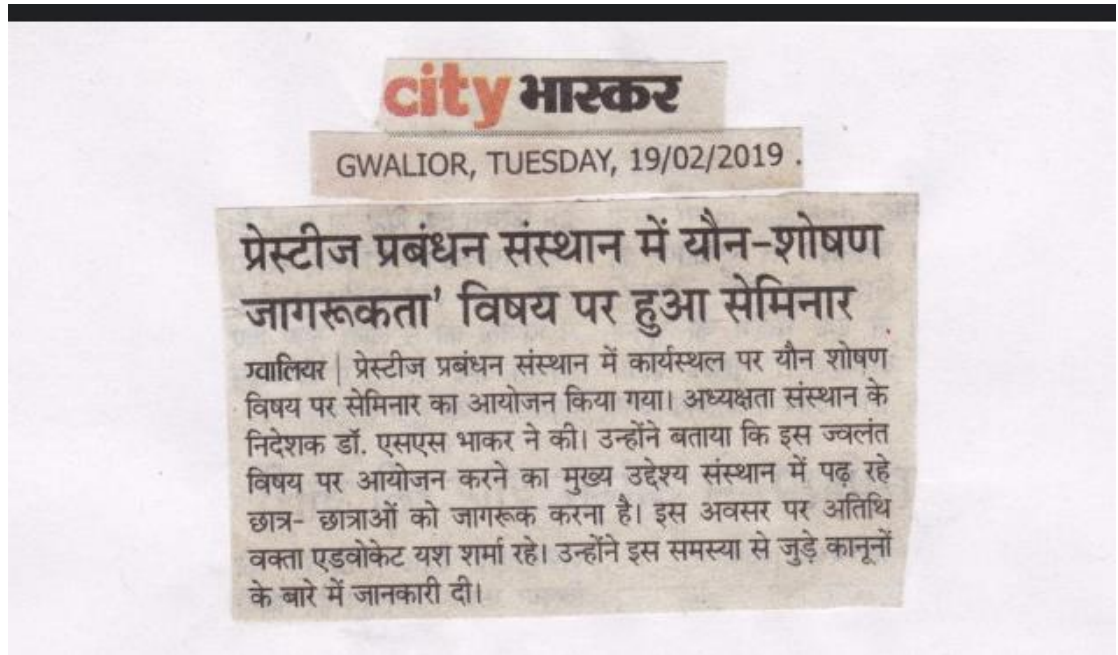 city भास्कर
GWALIOR, TUESDAY, 19/02/2019 .
प्रेस्टीज प्रबंधन संस्थान में यौन-शोषण
जागरूकता' विषय पर हुआ सेमिनार
ग्वालियर | प्रेस्टीज प्रबंधन संस्थान में कार्यस्थल पर यौन शोषण
विषय पर सेमिनार का आयोजन किया गया। अध्यक्षता संस्थान के
निदेशक डॉ. एसएस भाकर ने की। उन्होंने बताया कि इस ज्वलंत
विषय पर आयोजन करने का मुख्य उद्देश्य संस्थान में पढ़ रहे
छात्र- छात्राओं को जागरूक करना है। इस अवसर पर अतिथि
वक्ता एडवोकेट यश शर्मा रहे। उन्होंने इस समस्या से जुड़े कानूनों
के बारे में जानकारी दी।